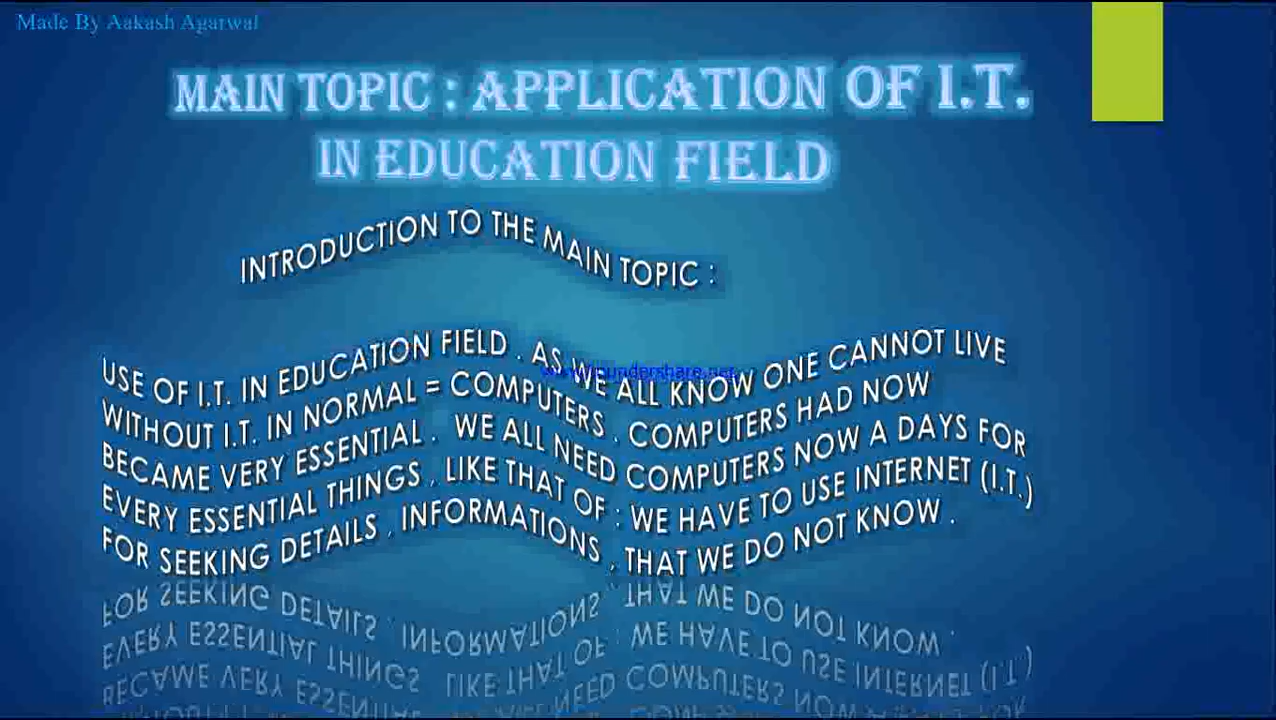 Made By Aakash Agarwal
MAIN TOPIC : APPLICATION OF I.T.
IN EDUCATION FIELD
INTRODUCTION TO THE MAIN TOPIC :
USE OF I.T. IN EDUCATION FIELD . AS WE ALL KNOW ONE CANNOT LIVE
WITHOUT I.T. IN NORMAL = COMPUTERS . COMPUTERS HAD NOW
BECAME VERY ESSENTIAL . WE ALL NEED COMPUTERS NOW A DAYS FOR
EVERY ESSENTIAL THINGS , LIKE THAT OF : WE HAVE TO USE INTERNET (I.T.)
FOR SEEKING DETAILS , INFORMATIONS , THAT WE DO NOT KNOW .